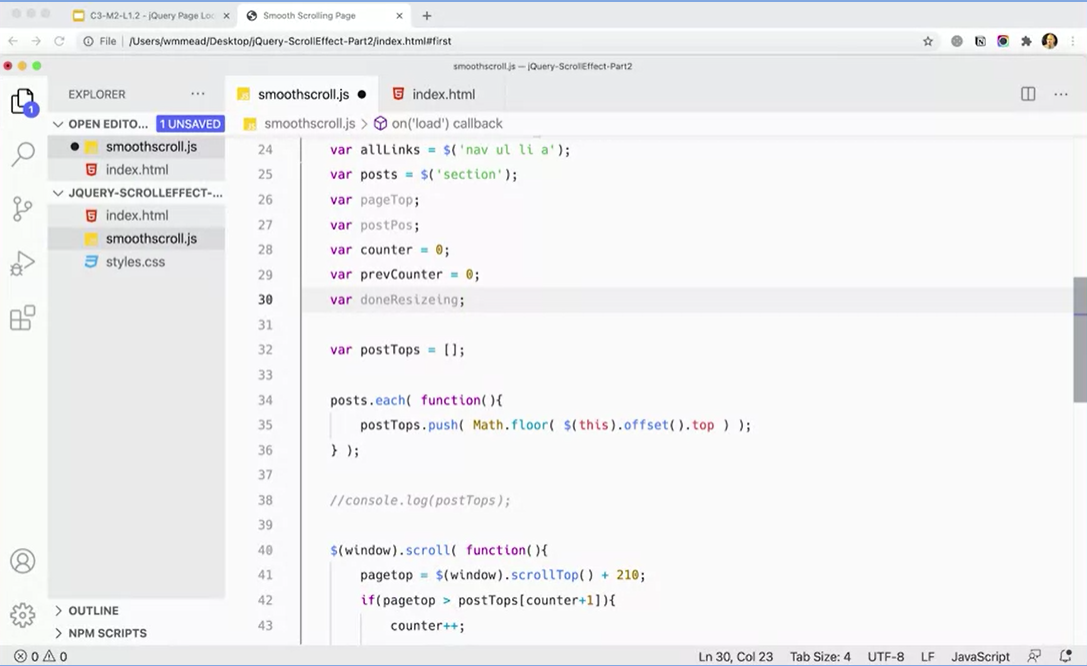 C3-M2-L1.2 - jQuery Page Loc
Smooth Scrolling Page
File /Users/wmmead/Desktop/jQuery-ScrollEffect-Part2/index.html#first
smoothscroll.js — jQuery-ScrollEffect-Part2
EXPLORER
smoothscroll.js
index.html
1
OPEN EDITO... 1 UNSAVED
smoothscroll.js > on('load') callback
smoothscroll.js
index.html
JQUERY-SCROLLEFFECT-...
index.html
smoothscroll.js
styles.css
24 var allLinks = $('nav ul li a');
25 var posts = $('section');
26 var pageTop;
27 var postPos;
28 var counter = 0;
29 var prevCounter = 0;
30 var doneResizeing;
31
32 var postTops = [];
33
34 posts.each( function(){
35 postTops.push( Math.floor( $(this).offset().top ) );
36 } );
37
38 //console.log(postTops);
39
40 $(window).scroll( function(){
41 pagetop = $(window).scrollTop() + 210;
42 if(pagetop > postTops[counter+1]){
43 counter++;
OUTLINE
NPM SCRIPTS
0 0 Ln 30, Col 23 Tab Size: 4 UTF-8 LF JavaScript